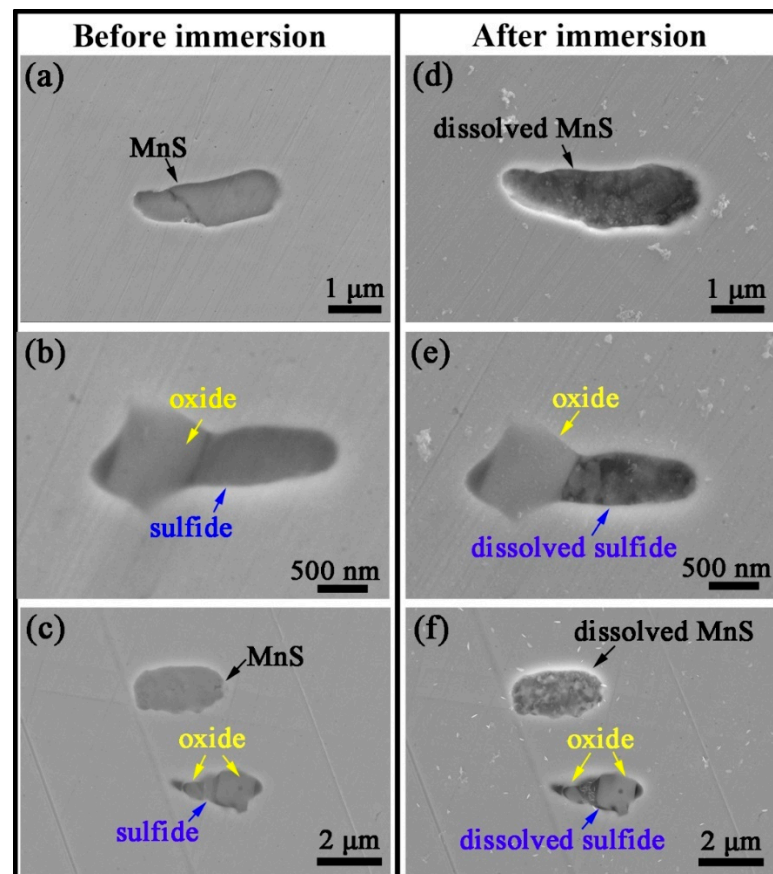 Before immersion
After immersion
(a)
MnS
1 μm
(d)
dissolved MnS
1 μm
(b)
oxide
sulfide
500 nm
(e)
oxide
dissolved sulfide
500 nm
(c)
MnS
oxide
sulfide
2 μm
(f)
dissolved MnS
oxide
dissolved sulfide
2 μm